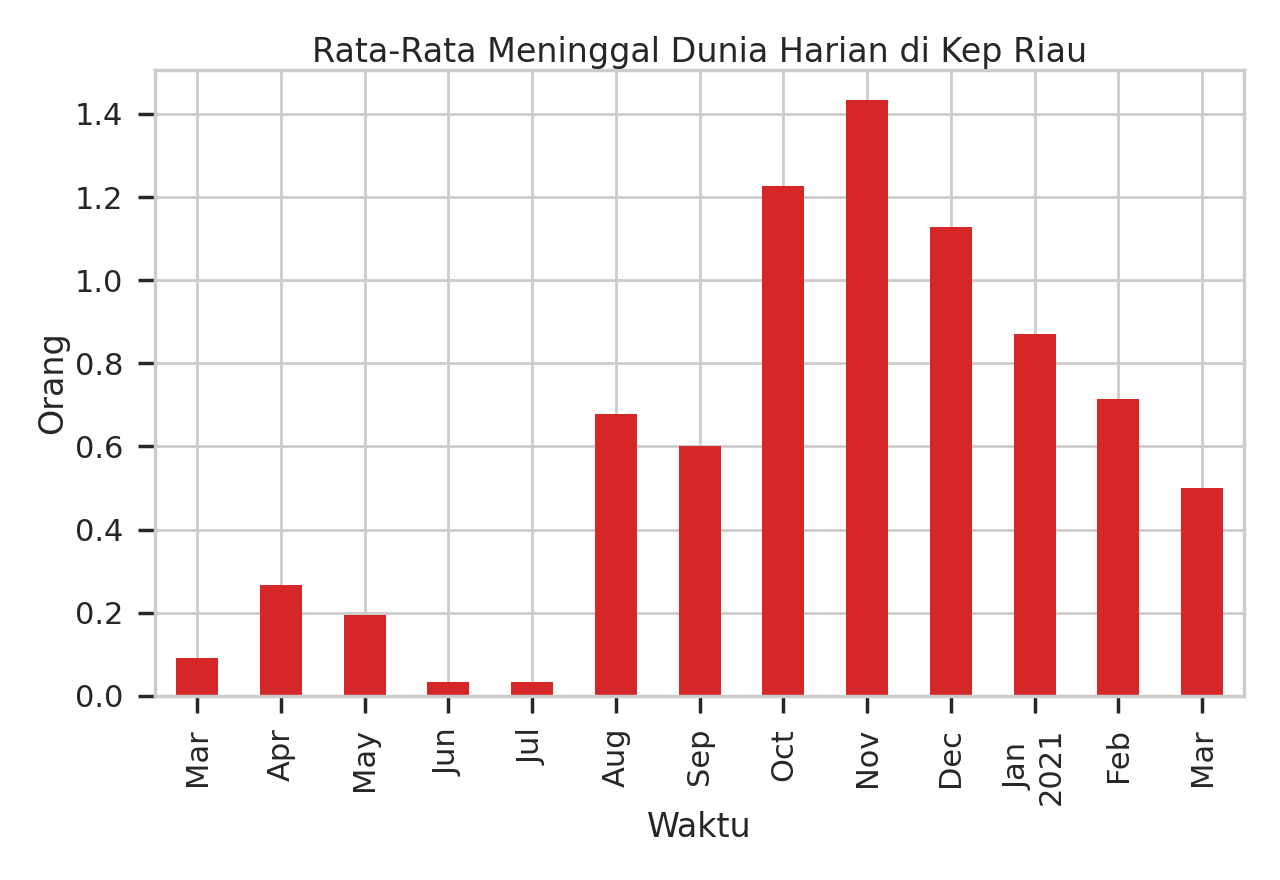 Rata-Rata Meninggal Dunia Harian di Kep Riau
Orang
1.4
1.2
1.0
0.8
0.6
0.4
0.2
0.0
Mar
Apr
May
Jun
Jul
Aug
Sep
Oct
Nov
Dec
Jan
2021
Feb
Mar
Waktu